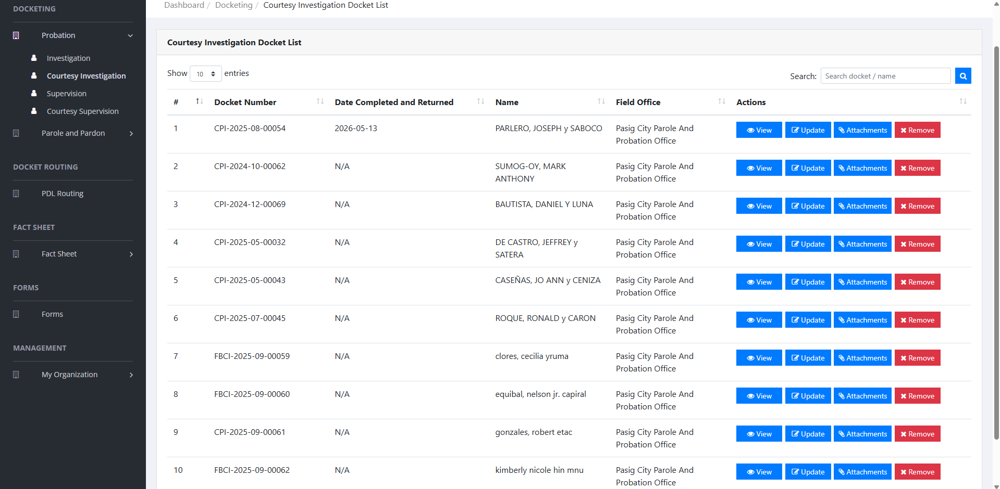 DOCKETING
Probation
Investigation
Courtesy Investigation
Supervision
Courtesy Supervision
Parole and Pardon
DOCKET ROUTING
PDL Routing
FACT SHEET
Fact Sheet
FORMS
Forms
MANAGEMENT
My Organization
Dashboard / Docketing / Courtesy Investigation Docket List
Courtesy Investigation Docket List
Show 10 entries
Search: Search docket / name
# Docket Number Date Completed and Returned Name Field Office Actions
1 CPI-2025-08-00054 2026-05-13 PARLERO, JOSEPH y SABOCO Pasig City Parole And View Update Attachments Remove
Probation Office
2 CPI-2024-10-00062 N/A SUMOG-OY, MARK Pasig City Parole And View Update Attachments Remove
ANTHONY Probation Office
3 CPI-2024-12-00069 N/A BAUTISTA, DANIEL Y LUNA Pasig City Parole And View Update Attachments Remove
Probation Office
4 CPI-2025-05-00032 N/A DE CASTRO, JEFFREY y Pasig City Parole And View Update Attachments Remove
SATERA Probation Office
5 CPI-2025-05-00043 N/A CASEÑAS, JO ANN y CENIZA Pasig City Parole And View Update Attachments Remove
Probation Office
6 CPI-2025-07-00045 N/A ROQUE, RONALD y CARON Pasig City Parole And View Update Attachments Remove
Probation Office
7 FBCI-2025-09-00059 N/A clores, cecilia yruma Pasig City Parole And View Update Attachments Remove
Probation Office
8 FBCI-2025-09-00060 N/A equibal, nelson jr. capiral Pasig City Parole And View Update Attachments Remove
Probation Office
9 CPI-2025-09-00061 N/A gonzales, robert etac Pasig City Parole And View Update Attachments Remove
Probation Office
10 FBCI-2025-09-00062 N/A kimberly nicole hin mnu Pasig City Parole And View Update Attachments Remove
Probation Office